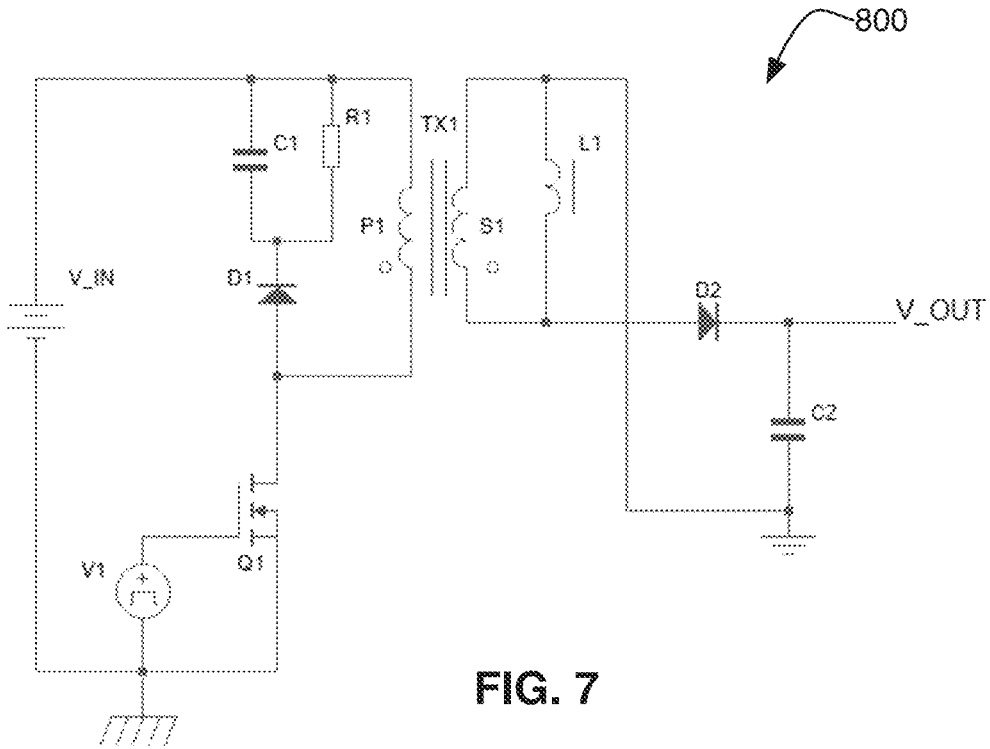 800
C1
R1
TX1
L1
P1
S1
V_IN
D1
D2
V_OUT
C2
V1
+
Q1
FIG. 7